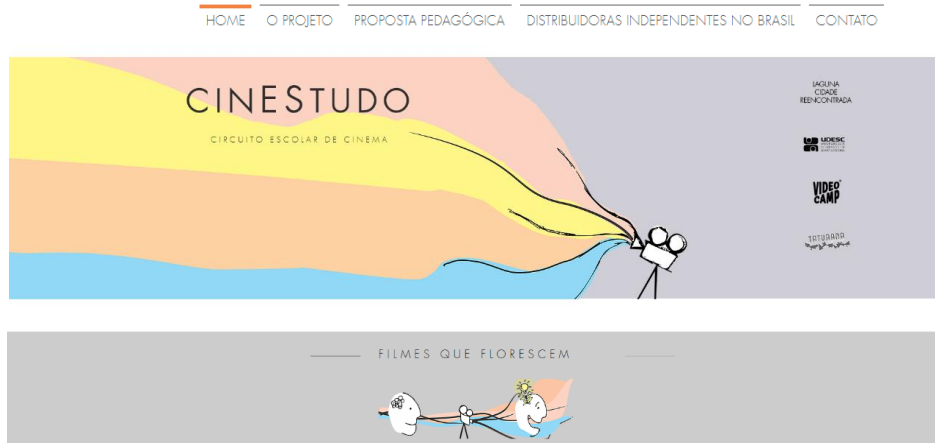 HOME O PROJETO PROPOSTA PEDAGÓGICA DISTRIBUIDORAS INDEPENDENTES NO BRASIL CONTATO
CINESTUDO
CIRCUITO ESCOLAR DE CINEMA
LAGUNA
CIDADE
REENCONTRADA
UDESC
VIDEO
CAMP
TATURANA
FILMES QUE FLORESCEM